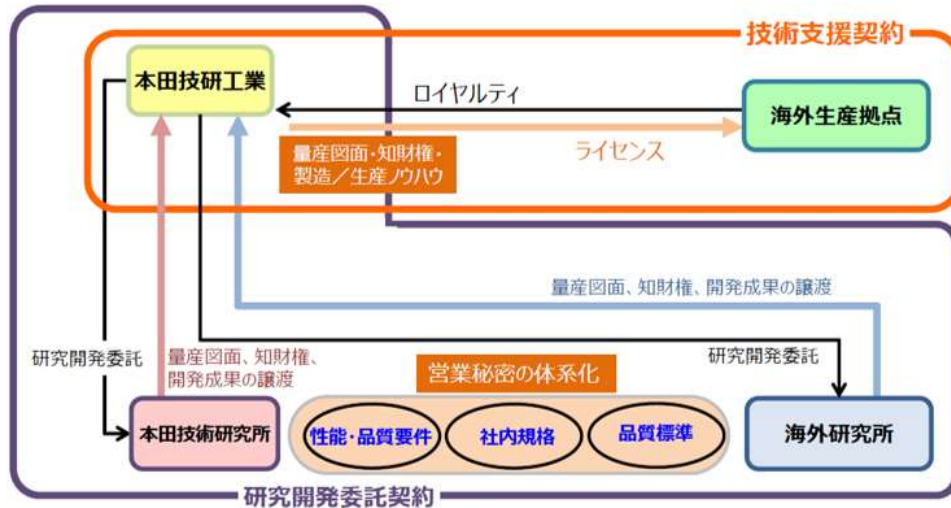 技術支援契約
本田技研工業
ロイヤルティ
海外生産拠点
量産図面・知財権・
製造／生産ノウハウ
ライセンス
量産図面、知財権、開発成果の譲渡
研究開発委託
量産図面、知財権、
開発成果の譲渡
研究開発委託
営業秘密の体系化
本田技術研究所
性能・品質要件
社内規格
品質標準
海外研究所
研究開発委託契約